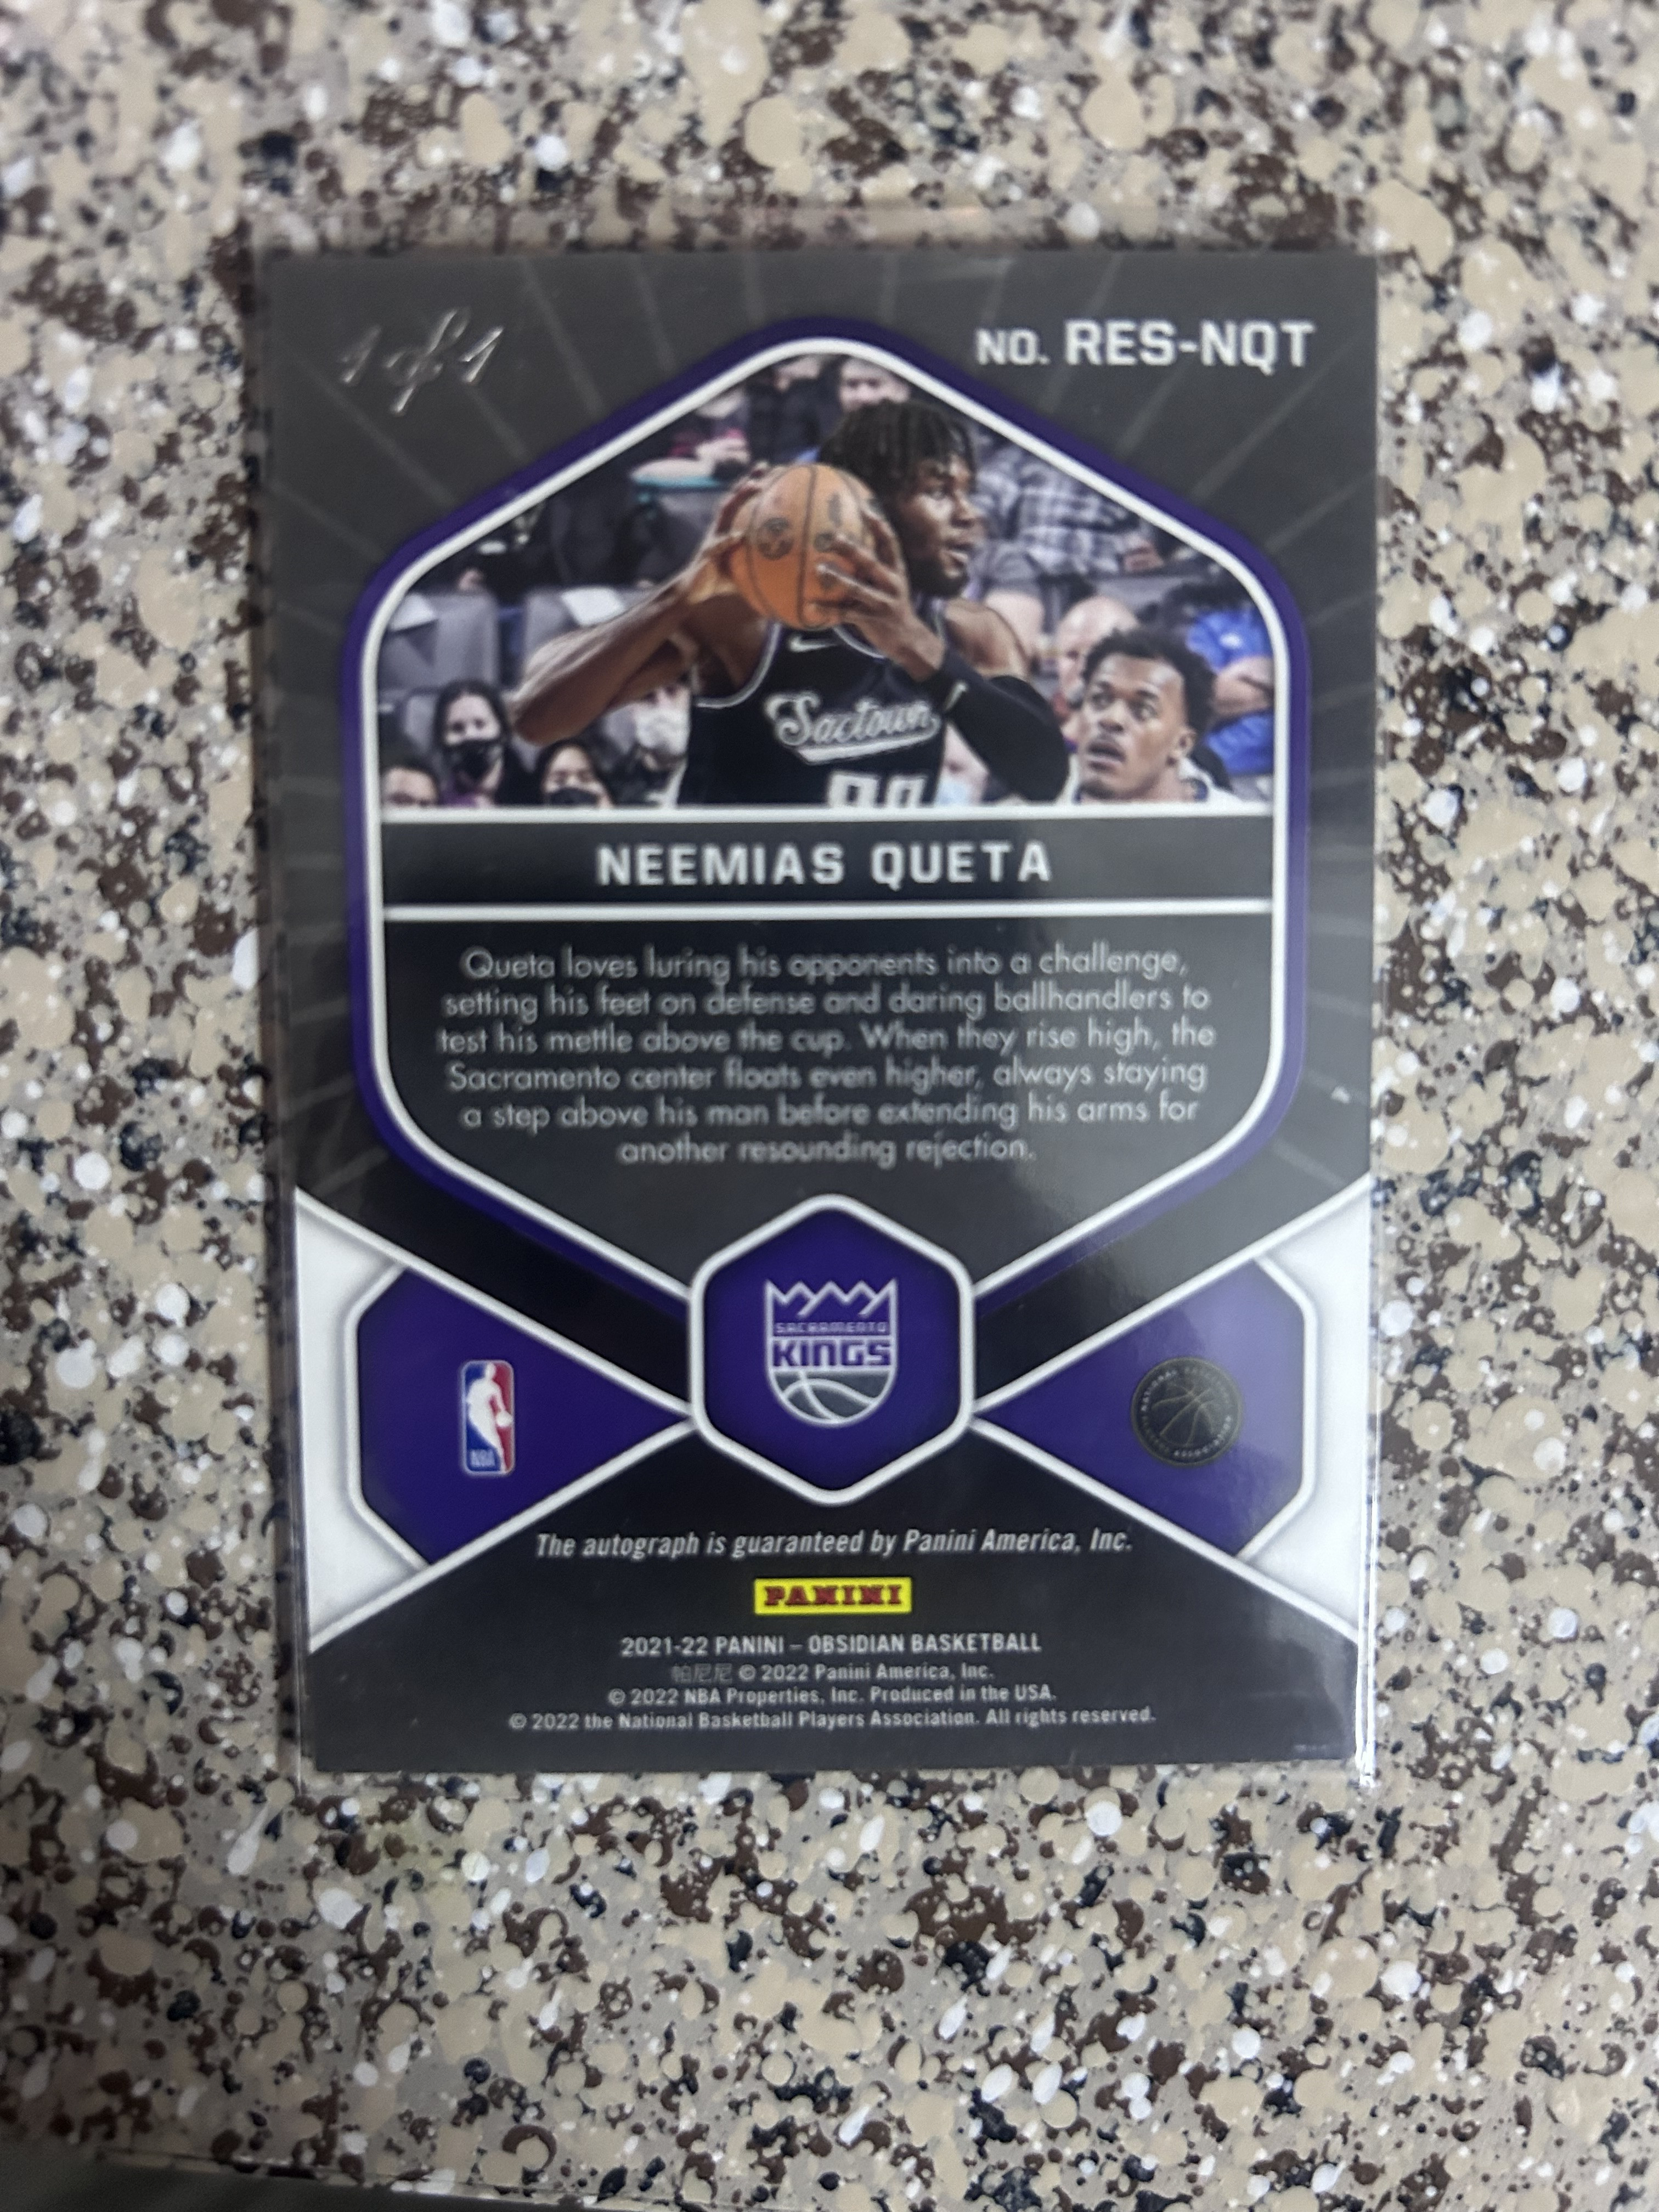 1 of 1
NO. RES-NQT
Sactown
NEEMIAS QUETA
Queta loves luring his opponents into a challenge,
setting his feet on defense and daring ballhandlers to
test his mettle above the cup. When they rise high, the
Sacramento center floats even higher, always staying
a step above his man before extending his arms for
another resounding rejection.
SACRAMENTO
KINGS
NBA
The autograph is guaranteed by Panini America, Inc.
PANINI
2021-22 PANINI – OBSIDIAN BASKETBALL
帕尼尼 © 2022 Panini America, Inc.
© 2022 NBA Properties, Inc. Produced in the USA.
© 2022 the National Basketball Players Association. All rights reserved.